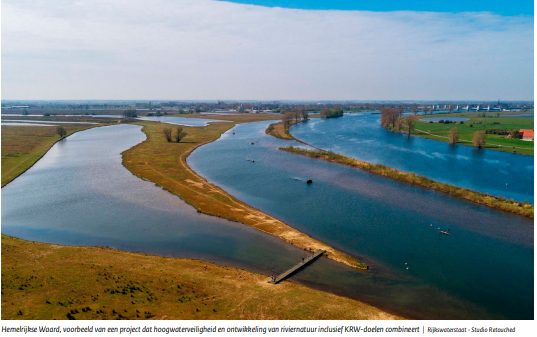 Hemelrijkse Waard, voorbeeld van een project dat hoogwaterveiligheid en ontwikkeling van riviernatuur inclusief KRW-doelen combineert | Rijkswaterstaat - Studio Retouched